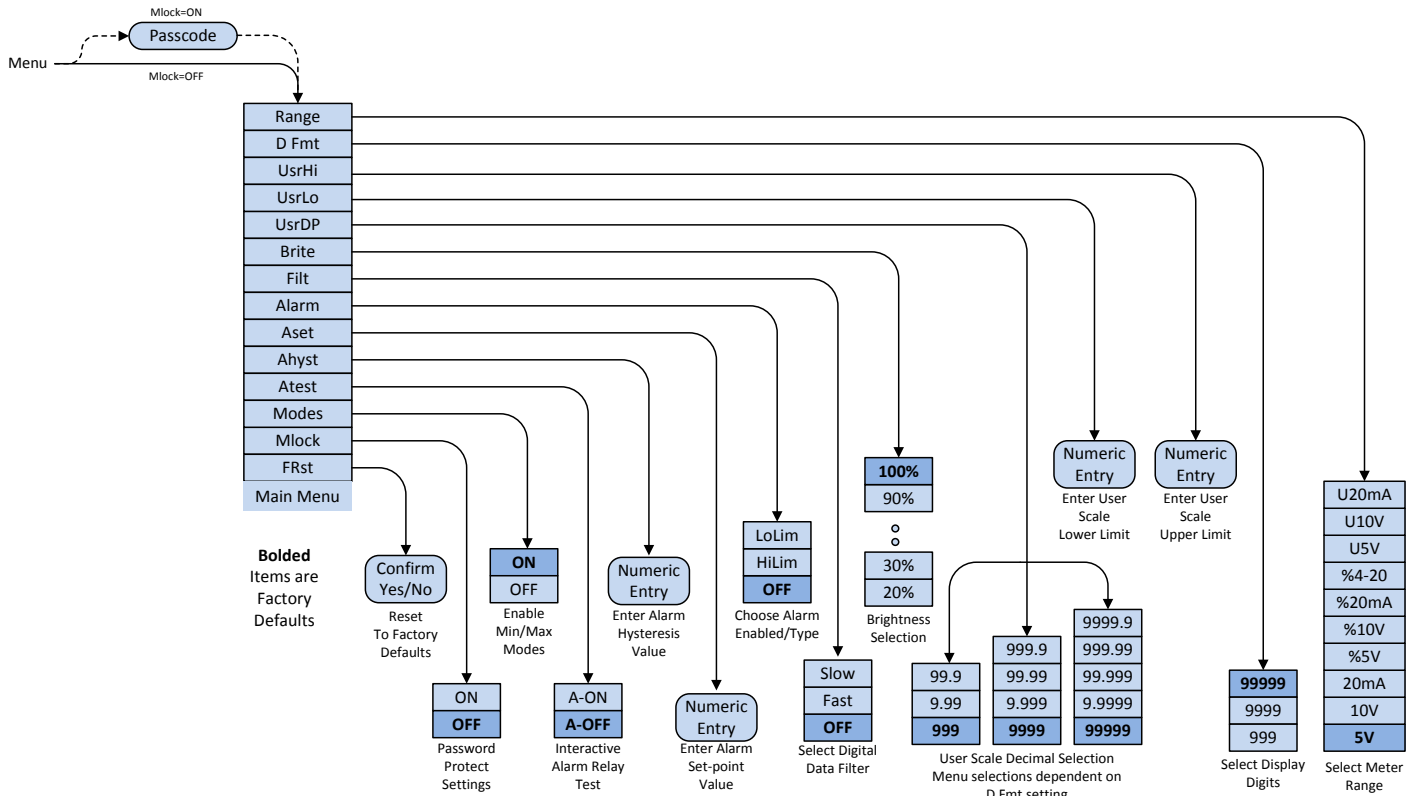 Mlock=ON
Passcode
Menu
Mlock=OFF
Range
D Fmt
UsrHi
UsrLo
UsrDP
Brite
Filt
Alarm
Aset
Ahyst
Atest
Modes
Mlock
FRst
Main Menu
Bolded
Items are
Factory
Defaults
Confirm
Yes/No
Reset
To Factory
Defaults
ON
OFF
Password
Protect
Settings
ON
OFF
Enable
Min/Max
Modes
A-ON
A-OFF
Interactive
Alarm Relay
Test
Numeric
Entry
Enter Alarm
Hysteresis
Value
Numeric
Entry
Enter Alarm
Set-point
Value
LoLim
HiLim
OFF
Choose Alarm
Enabled/Type
Slow
Fast
OFF
Select Digital
Data Filter
100%
90%
30%
20%
Brightness
Selection
99.9
9.99
999
999.9
99.99
9.999
9999
9999.9
999.99
99.999
9.9999
99999
User Scale Decimal Selection
Menu selections dependent on
D Fmt setting
Numeric
Entry
Enter User
Scale
Lower Limit
Numeric
Entry
Enter User
Scale
Upper Limit
99999
9999
999
Select Display
Digits
U20mA
U10V
U5V
%4-20
%20mA
%10V
%5V
20mA
10V
5V
Select Meter
Range